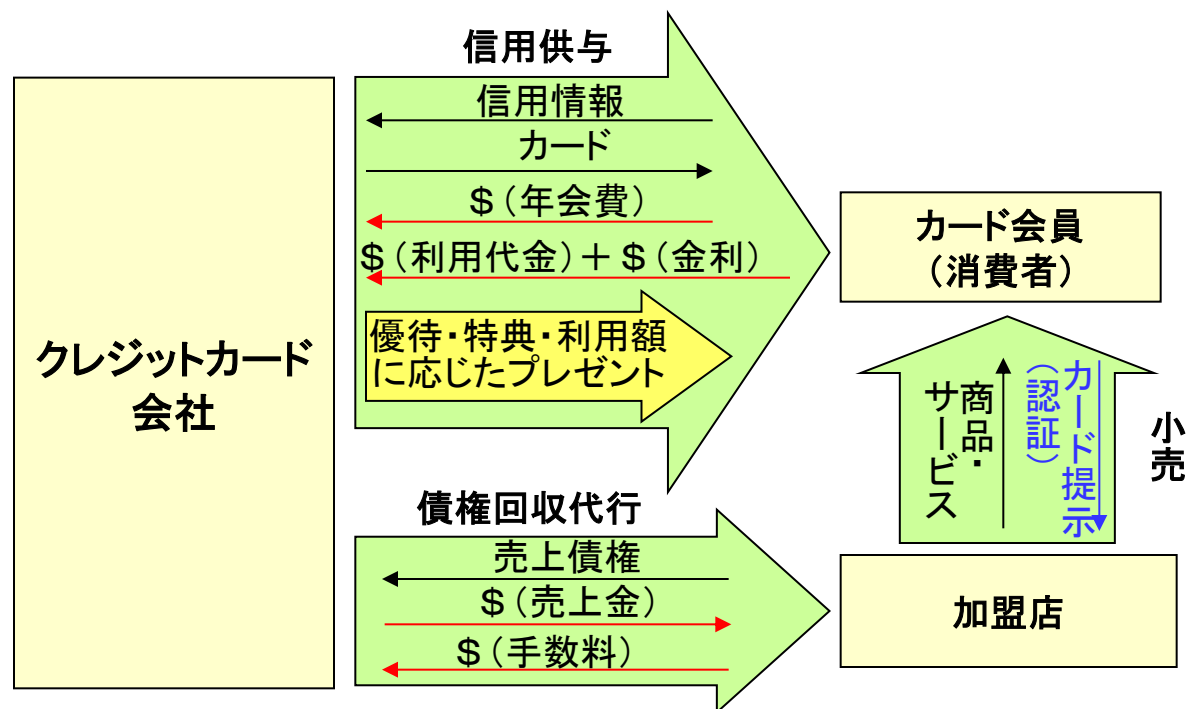 信用供与
信用情報
カード
$(年会費)
$(利用代金)+$(金利)
優待・特典・利用額
に応じたプレゼント
クレジットカード
会社
カード会員
(消費者)
商品・
サービス
カード提示
(認証)
小売
債権回収代行
売上債権
$(売上金)
$(手数料)
加盟店